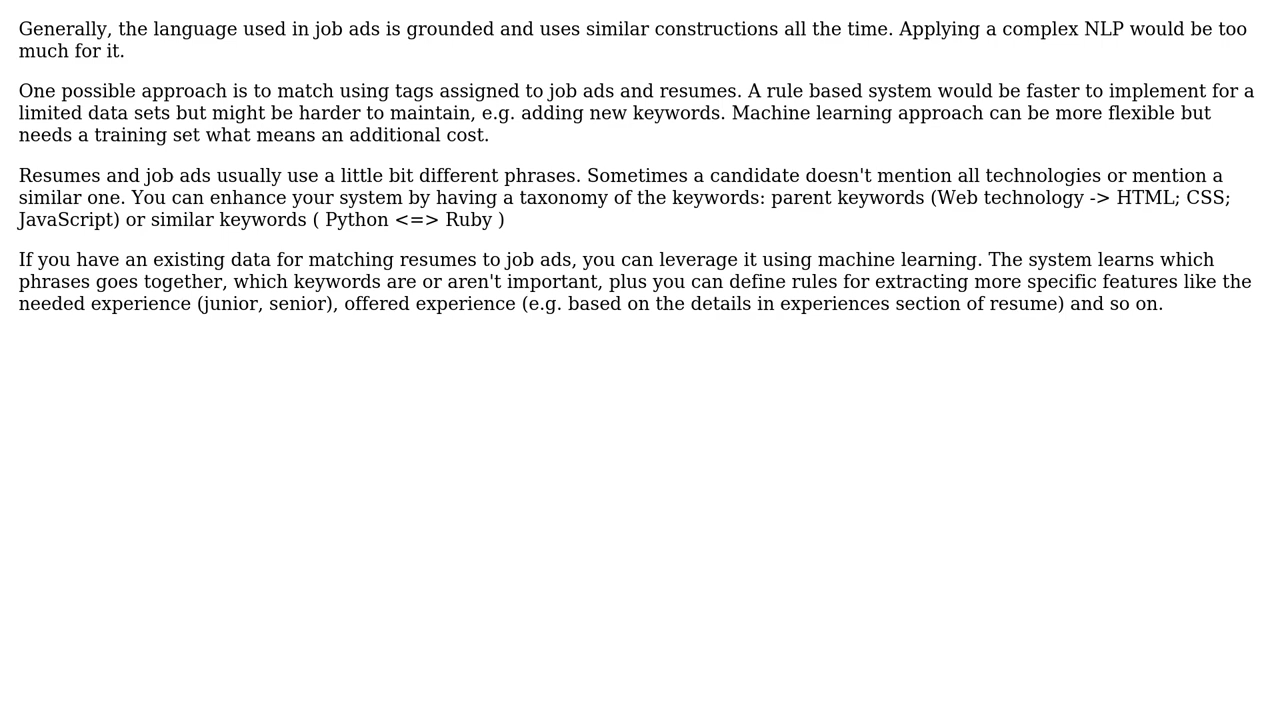 Generally, the language used in job ads is grounded and uses similar constructions all the time. Applying a complex NLP would be too
much for it.
One possible approach is to match using tags assigned to job ads and resumes. A rule based system would be faster to implement for a
limited data sets but might be harder to maintain, e.g. adding new keywords. Machine learning approach can be more flexible but
needs a training set what means an additional cost.
Resumes and job ads usually use a little bit different phrases. Sometimes a candidate doesn't mention all technologies or mention a
similar one. You can enhance your system by having a taxonomy of the keywords: parent keywords (Web technology -> HTML; CSS;
JavaScript) or similar keywords ( Python <=> Ruby )
If you have an existing data for matching resumes to job ads, you can leverage it using machine learning. The system learns which
phrases goes together, which keywords are or aren't important, plus you can define rules for extracting more specific features like the
needed experience (junior, senior), offered experience (e.g. based on the details in experiences section of resume) and so on.